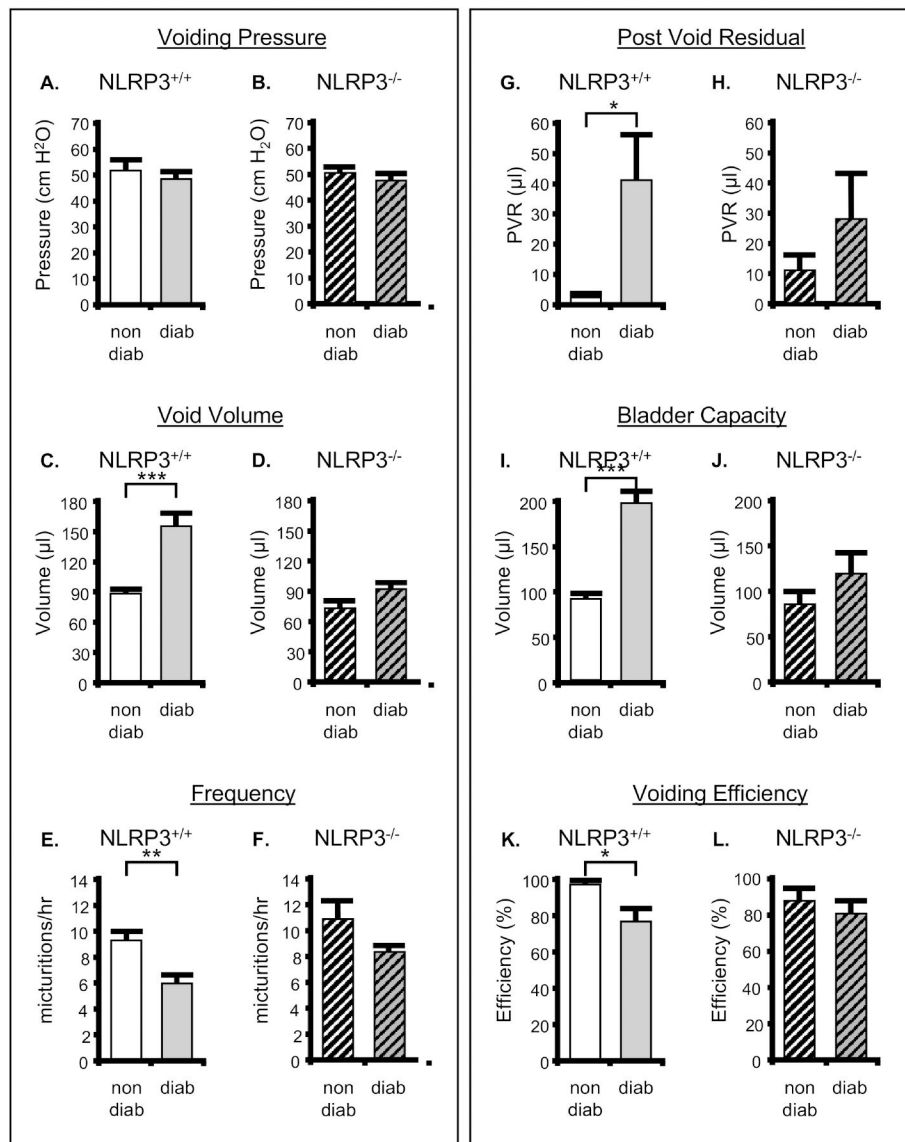 Voiding Pressure
A. NLRP3⁺/⁺
B. NLRP3⁻/⁻
Pressure (cm H²O)
70
60
50
40
30
20
10
0
non diab
diab
Pressure (cm H₂O)
70
60
50
40
30
20
10
0
non diab
diab
Void Volume
C. NLRP3⁺/⁺
D. NLRP3⁻/⁻
***
Volume (µl)
180
150
120
90
60
30
0
non diab
diab
Volume (µl)
180
150
120
90
60
30
0
non diab
diab
Frequency
E. NLRP3⁺/⁺
F. NLRP3⁻/⁻
**
micturitions/hr
14
12
10
8
6
4
2
0
non diab
diab
micturitions/hr
14
12
10
8
6
4
2
0
non diab
diab
Post Void Residual
G. NLRP3⁺/⁺
H. NLRP3⁻/⁻
*
PVR (µl)
60
50
40
30
20
10
0
non diab
diab
PVR (µl)
60
50
40
30
20
10
0
non diab
diab
Bladder Capacity
I. NLRP3⁺/⁺
J. NLRP3⁻/⁻
***
Volume (µl)
200
150
100
50
0
non diab
diab
Volume (µl)
200
150
100
50
0
non diab
diab
Voiding Efficiency
K. NLRP3⁺/⁺
L. NLRP3⁻/⁻
*
Efficiency (%)
100
80
60
40
20
0
non diab
diab
Efficiency (%)
100
80
60
40
20
0
non diab
diab